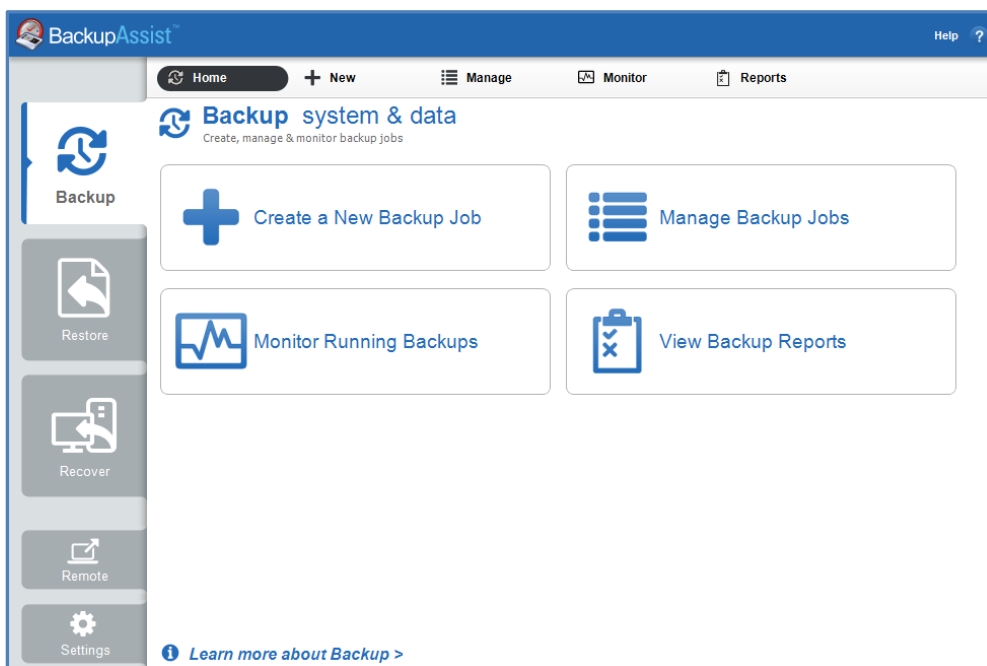 BackupAssist™
Help ?
Home New Manage Monitor Reports
Backup system & data
Create, manage & monitor backup jobs
Backup
Restore
Recover
Remote
Settings
Create a New Backup Job
Manage Backup Jobs
Monitor Running Backups
View Backup Reports
Learn more about Backup >